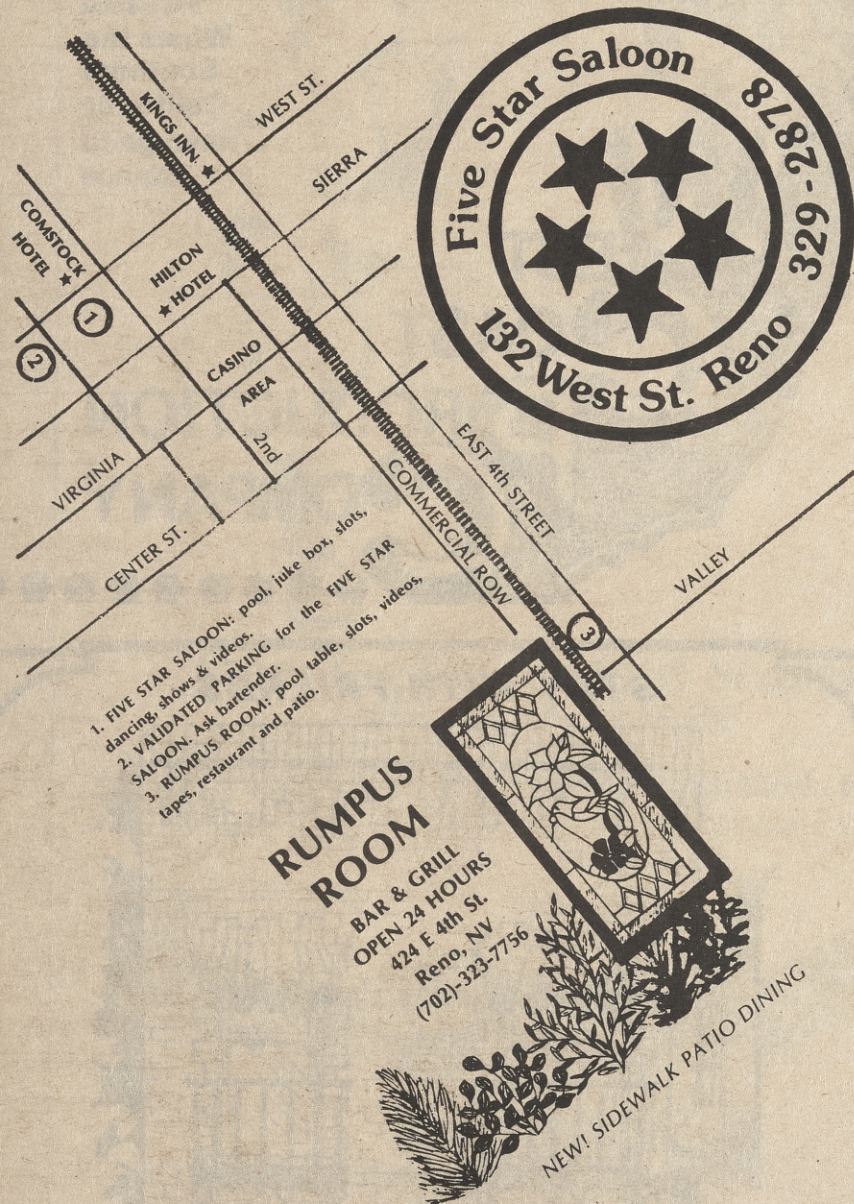 KINGS INN ★
WEST ST.
SIERRA
COMSTOCK
HOTEL ★
HILTON
★ HOTEL
1
2
CASINO
AREA
2nd
VIRGINIA
CENTER ST.
COMMERCIAL ROW
EAST 4th STREET
VALLEY
3
Five Star Saloon
329-2878
132 West St. Reno
1. FIVE STAR SALOON: pool, juke box, slots,
dancing, shows & videos.
2. VALIDATED PARKING for the FIVE STAR
SALOON. Ask bartender.
3. RUMPUS ROOM: pool table, slots, videos,
tapes, restaurant and patio.
RUMPUS
ROOM
BAR & GRILL
OPEN 24 HOURS
424 E 4th St.
Reno, NV
(702)-323-7756
NEW! SIDEWALK PATIO DINING